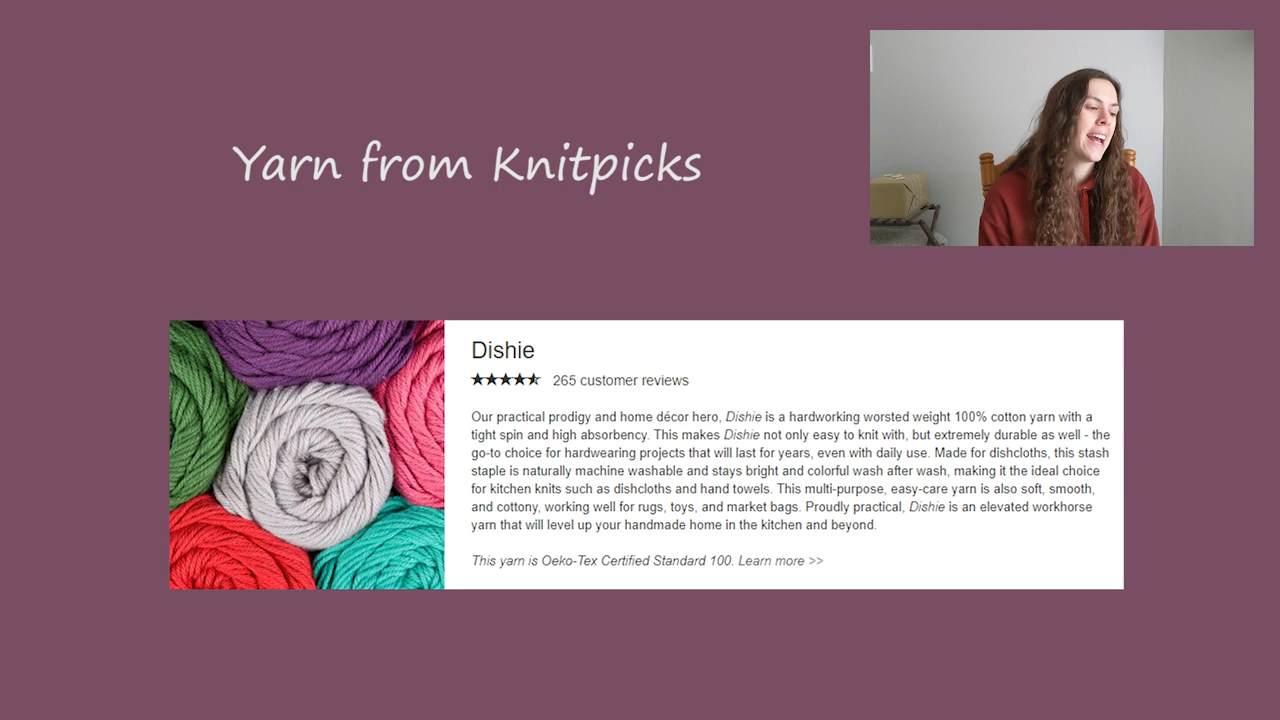 Yarn from Knitpicks
Dishie
265 customer reviews
Our practical prodigy and home décor hero, Dishie is a hardworking worsted weight 100% cotton yarn with a
tight spin and high absorbency. This makes Dishie not only easy to knit with, but extremely durable as well - the
go-to choice for hardwearing projects that will last for years, even with daily use. Made for dishcloths, this stash
staple is naturally machine washable and stays bright and colorful wash after wash, making it the ideal choice
for kitchen knits such as dishcloths and hand towels. This multi-purpose, easy-care yarn is also soft, smooth,
and cottony, working well for rugs, toys, and market bags. Proudly practical, Dishie is an elevated workhorse
yarn that will level up your handmade home in the kitchen and beyond.
This yarn is Oeko-Tex Certified Standard 100. Learn more >>